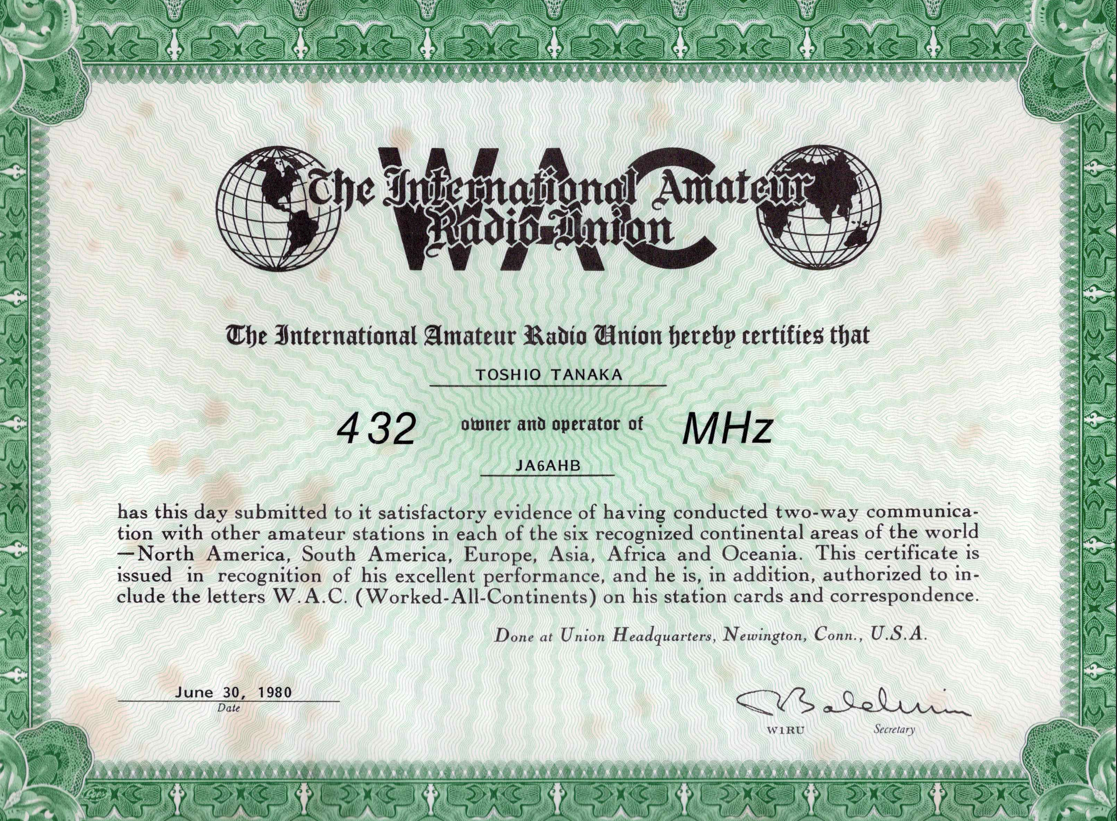 WAC
The International Amateur
Radio Union
The International Amateur Radio Union hereby certifies that
TOSHIO TANAKA
432 owner and operator of MHz
JA6AHB
has this day submitted to it satisfactory evidence of having conducted two-way communica-
tion with other amateur stations in each of the six recognized continental areas of the world
—North America, South America, Europe, Asia, Africa and Oceania. This certificate is
issued in recognition of his excellent performance, and he is, in addition, authorized to in-
clude the letters W.A.C. (Worked-All-Continents) on his station cards and correspondence.
Done at Union Headquarters, Newington, Conn., U.S.A.
June 30, 1980
Date
Baldwin
W1RU Secretary